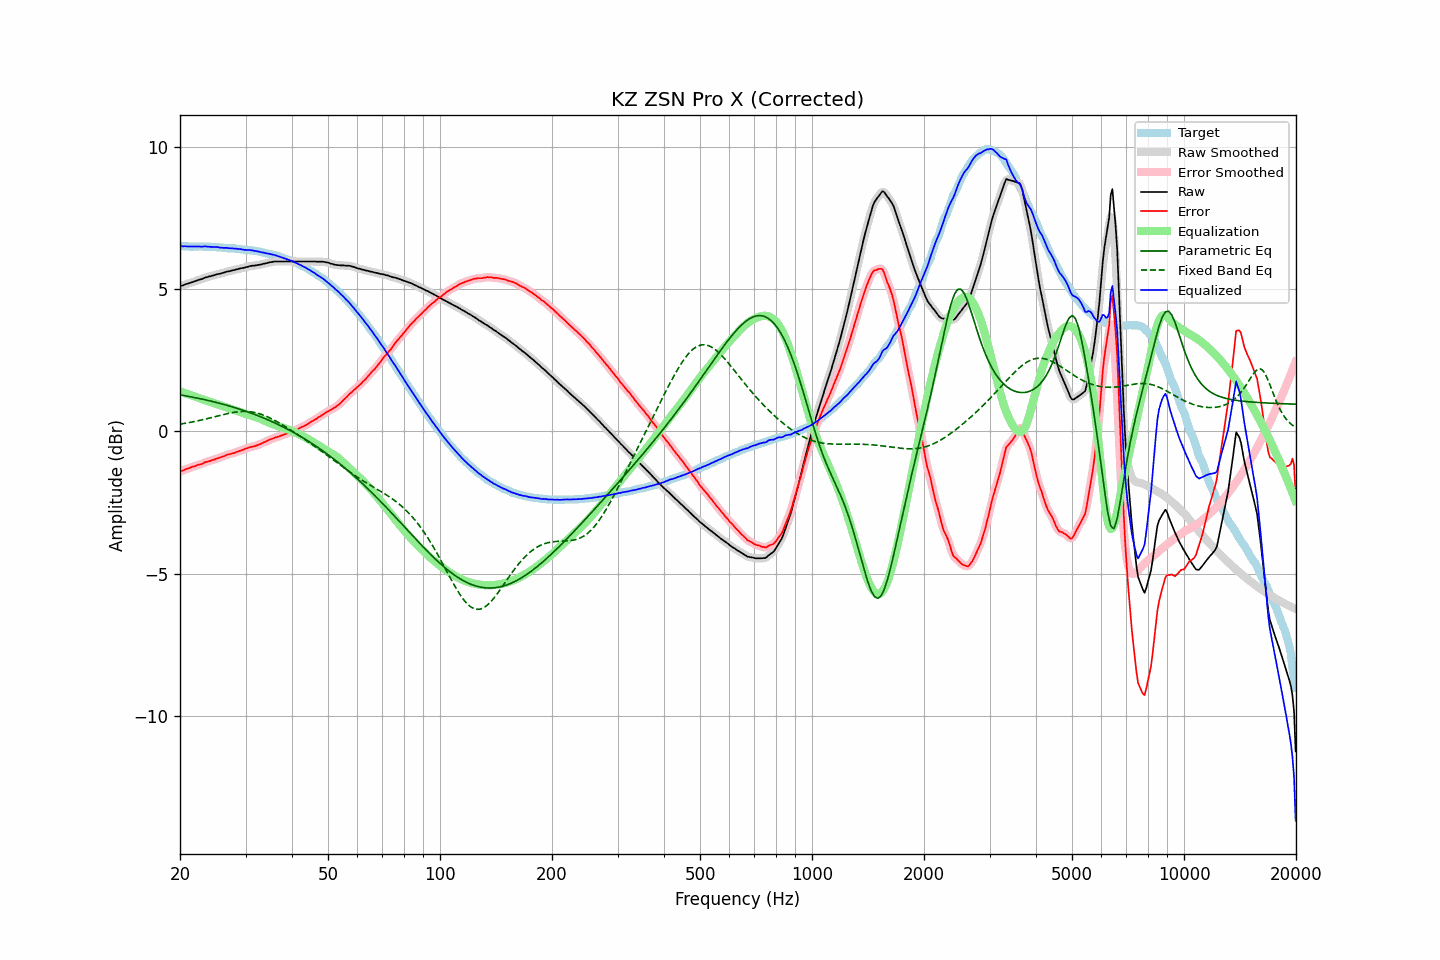 KZ ZSN Pro X (Corrected)
Target
Raw Smoothed
Error Smoothed
Raw
Error
Equalization
Parametric Eq
Fixed Band Eq
Equalized
Amplitude (dBr)
10
5
0
−5
−10
20 50 100 200 500 1000 2000 5000 10000 20000
Frequency (Hz)